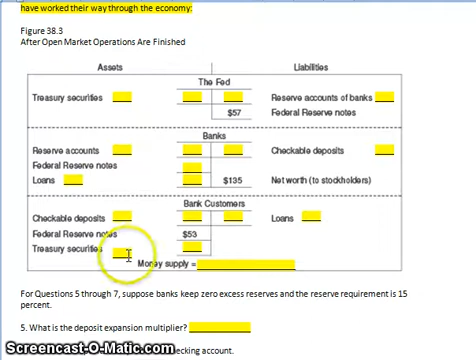 have worked their way through the economy:
Figure 38.3
After Open Market Operations Are Finished
Assets Liabilities
The Fed
Treasury securities Reserve accounts of banks
$57 Federal Reserve notes
Banks
Reserve accounts Checkable deposits
Federal Reserve notes
Loans $135 Net worth (to stockholders)
Bank Customers
Checkable deposits Loans
Federal Reserve notes $53
Treasury securities
Money supply =
For Questions 5 through 7, suppose banks keep zero excess reserves and the reserve requirement is 15
percent.
5. What is the deposit expansion multiplier?
Screencast-O-Matic.com ecking account.